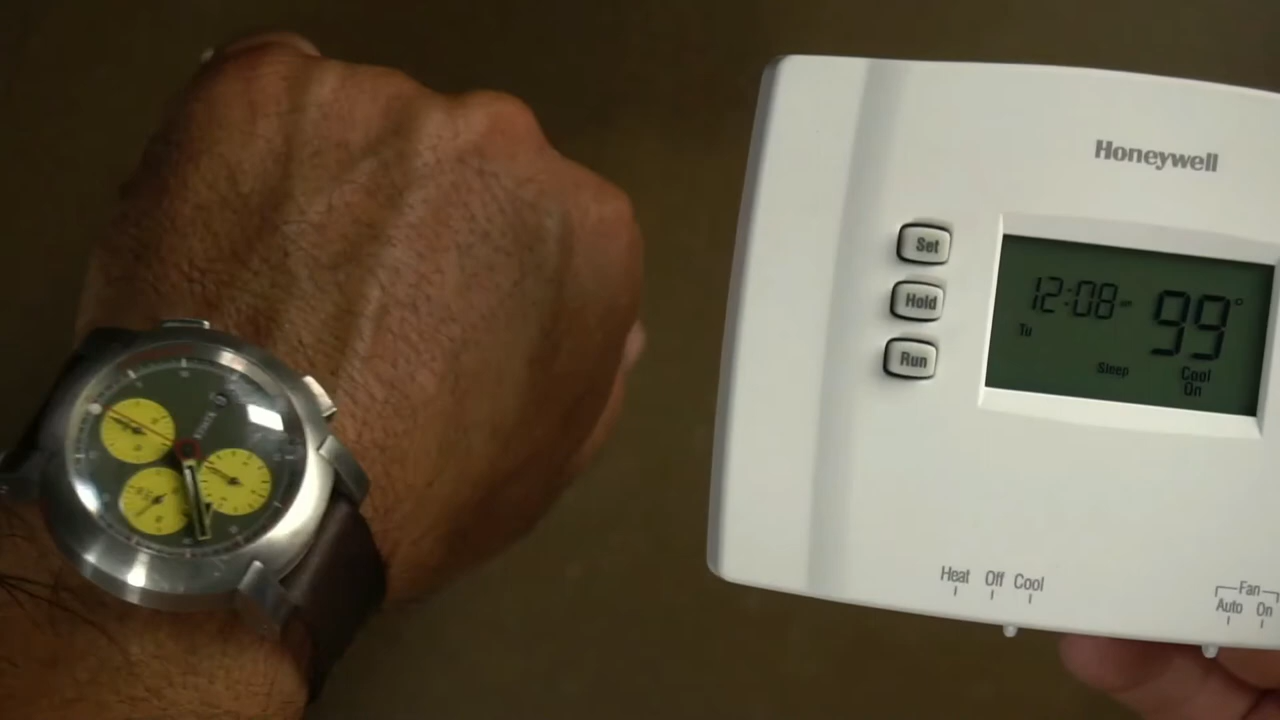 Honeywell
Set
Hold
Run
12:08
99°
Tu
Sleep
Cool
On
Heat Off Cool
Fan
Auto On